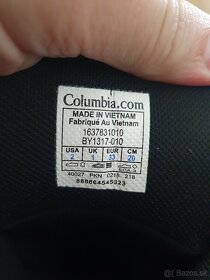 Columbia.com
MADE IN VIETNAM
Fabriqué Au Vietnam
1637831010
BY1317-010
USA UK EUR CM
2 1 33 20
40027 PKN 0218 218
888664545323
bazos.sk